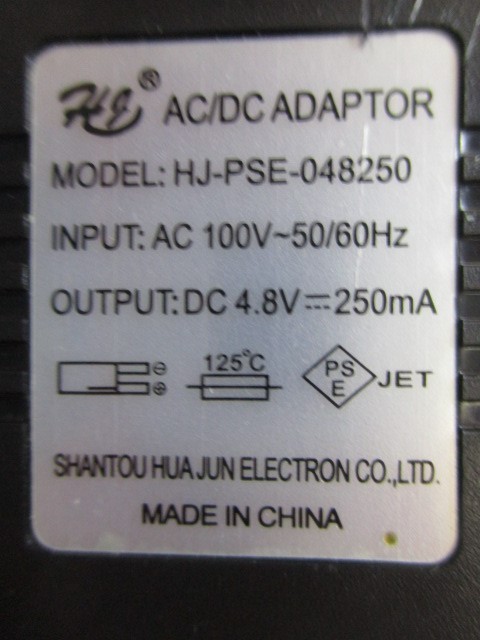 HE® AC/DC ADAPTOR
MODEL: HJ-PSE-048250
INPUT: AC 100V~50/60Hz
OUTPUT: DC 4.8V⎓250mA
⊖
⊕
125°C
PS
E
JET
SHANTOU HUA JUN ELECTRON CO.,LTD.
MADE IN CHINA